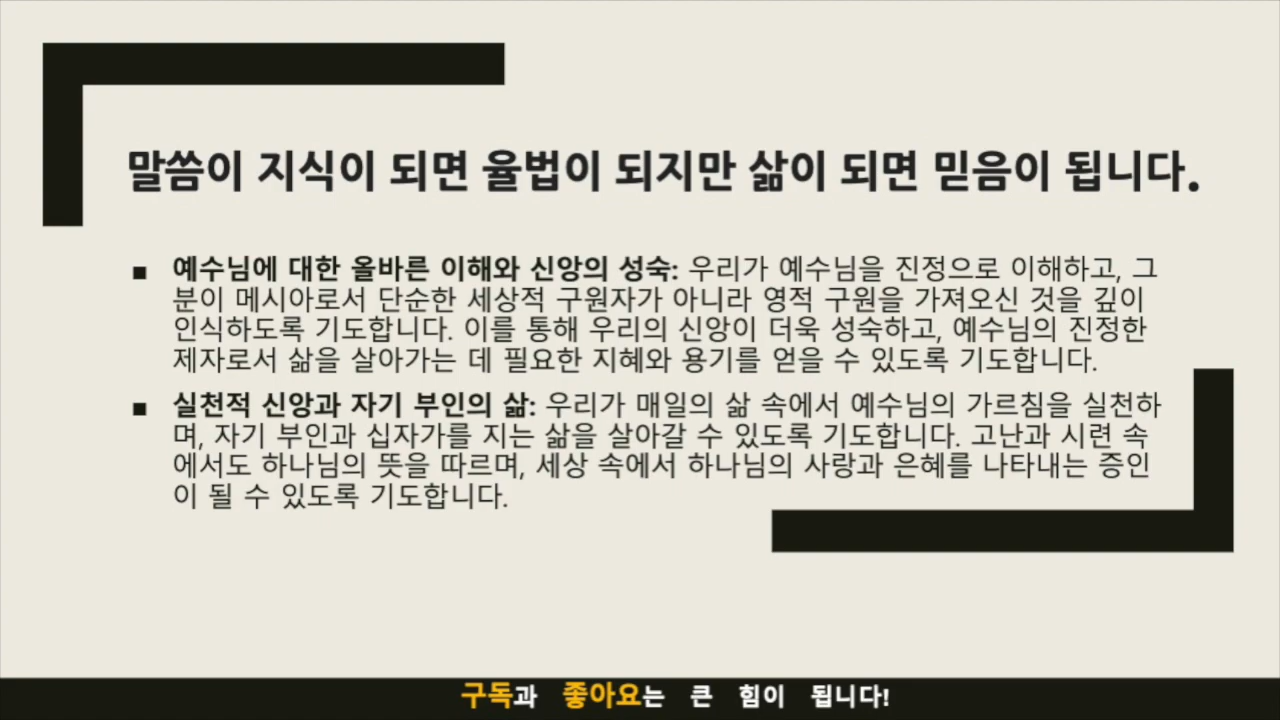 말씀이 지식이 되면 율법이 되지만 삶이 되면 믿음이 됩니다.
■ 예수님에 대한 올바른 이해와 신앙의 성숙: 우리가 예수님을 진정으로 이해하고, 그
분이 메시아로서 단순한 세상적 구원자가 아니라 영적 구원을 가져오신 것을 깊이
인식하도록 기도합니다. 이를 통해 우리의 신앙이 더욱 성숙하고, 예수님의 진정한
제자로서 삶을 살아가는 데 필요한 지혜와 용기를 얻을 수 있도록 기도합니다.
■ 실천적 신앙과 자기 부인의 삶: 우리가 매일의 삶 속에서 예수님의 가르침을 실천하
며, 자기 부인과 십자가를 지는 삶을 살아갈 수 있도록 기도합니다. 고난과 시련 속
에서도 하나님의 뜻을 따르며, 세상 속에서 하나님의 사랑과 은혜를 나타내는 증인
이 될 수 있도록 기도합니다.
구독과 좋아요는 큰 힘이 됩니다!